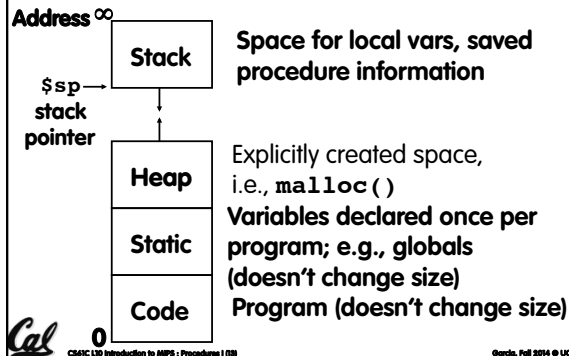 Address ∞
Stack
Space for local vars, saved
procedure information
$sp
stack
pointer
Heap
Explicitly created space,
i.e., malloc()
Static
Variables declared once per
program; e.g., globals
(doesn't change size)
Code
Program (doesn't change size)
0
Cal
CS61C L10 Introduction to MIPS : Procedures I (13)
Garcia, Fall 2014 © UC